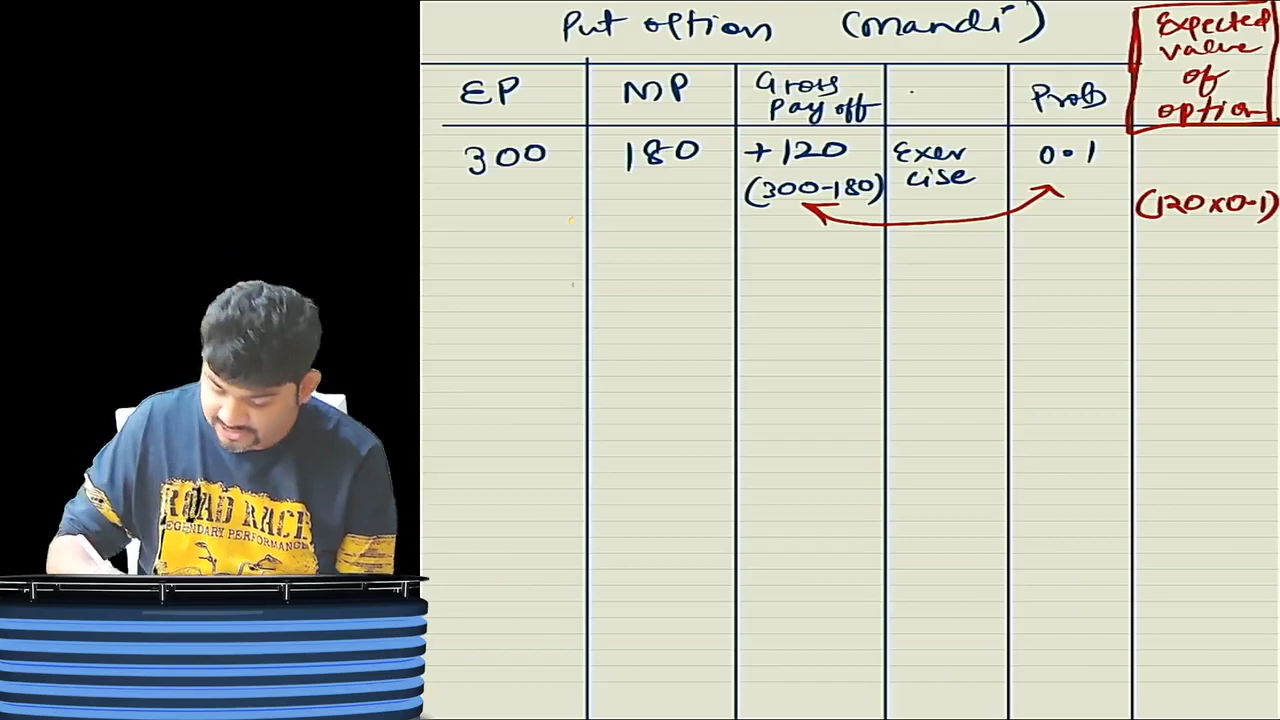 Put option (mandi)
Expected
value
of
option
EP
MP
Gross
Pay off
Prob
300
180
+120
(300-180)
Exer
cise
0.1
(120x0.1)
ROAD RACE
LEGENDARY PERFORMANCE